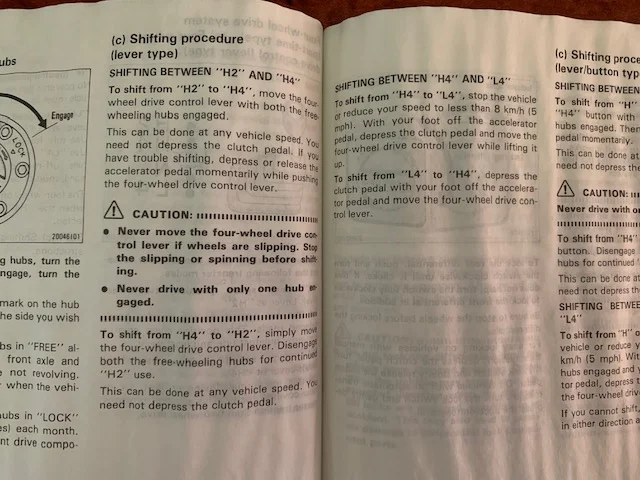 ubs
Engage
LOCK
20046101
g hubs, turn the
ngage, turn the
mark on the hub
he side you wish
bs in "FREE" al-
front axle and
e not revolving.
r when the vehi-
hubs in "LOCK"
es) each month.
nt drive compo-
(c) Shifting procedure
(lever type)
SHIFTING BETWEEN "H2" AND "H4"
To shift from "H2" to "H4", move the four-
wheel drive control lever with both the free-
wheeling hubs engaged.
This can be done at any vehicle speed. You
need not depress the clutch pedal. If you
have trouble shifting, depress or release the
accelerator pedal momentarily while pushing
the four-wheel drive control lever.
CAUTION:
● Never move the four-wheel drive con-
trol lever if wheels are slipping. Stop
the slipping or spinning before shift-
ing.
● Never drive with only one hub en-
gaged.
To shift from "H4" to "H2", simply move
the four-wheel drive control lever. Disengage
both the free-wheeling hubs for continued
"H2" use.
This can be done at any vehicle speed. You
need not depress the clutch pedal.
SHIFTING BETWEEN "H4" AND "L4"
To shift from "H4" to "L4", stop the vehicle
or reduce your speed to less than 8 km/h (5
mph). With your foot off the accelerator
pedal, depress the clutch pedal and move the
four-wheel drive control lever while lifting it
up.
To shift from "L4" to "H4", depress the
clutch pedal with your foot off the accelera-
tor pedal and move the four-wheel drive con-
trol lever.
(c) Shifting proce
(lever/button typ
SHIFTING BETWEEN
To shift from "H"
"H4" button with
hubs engaged. Then
pedal momentarily.
This can be done at
need not depress the
CAUTION:
Never drive with o
To shift from "H4"
button. Disengage
hubs for continued
This can be done at
need not depress th
SHIFTING BETWEE
"L4"
To shift from "H"
vehicle or reduce y
km/h (5 mph). Wit
hubs engaged and y
tor pedal, depress t
the four-wheel driv
If you cannot shift,
in either direction a